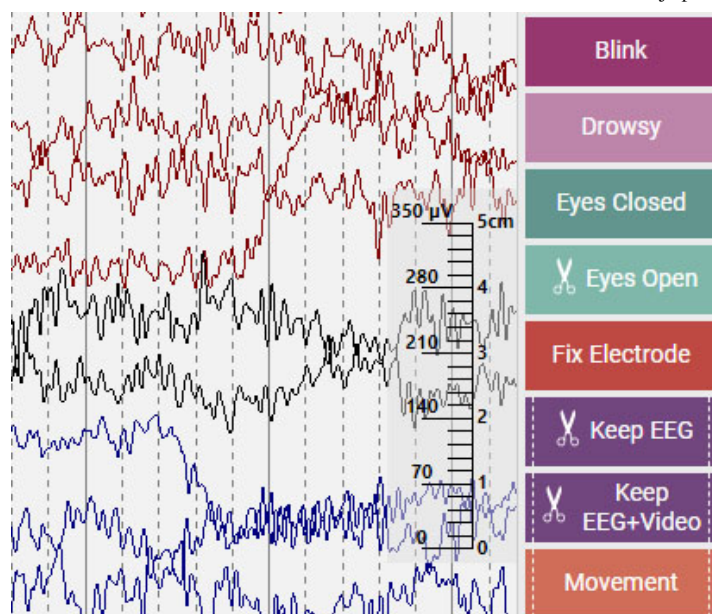 Blink
Drowsy
Eyes Closed
Eyes Open
Fix Electrode
Keep EEG
Keep
EEG+Video
Movement
350 µV
5cm
280
4
210
3
140
2
70
1
0
0